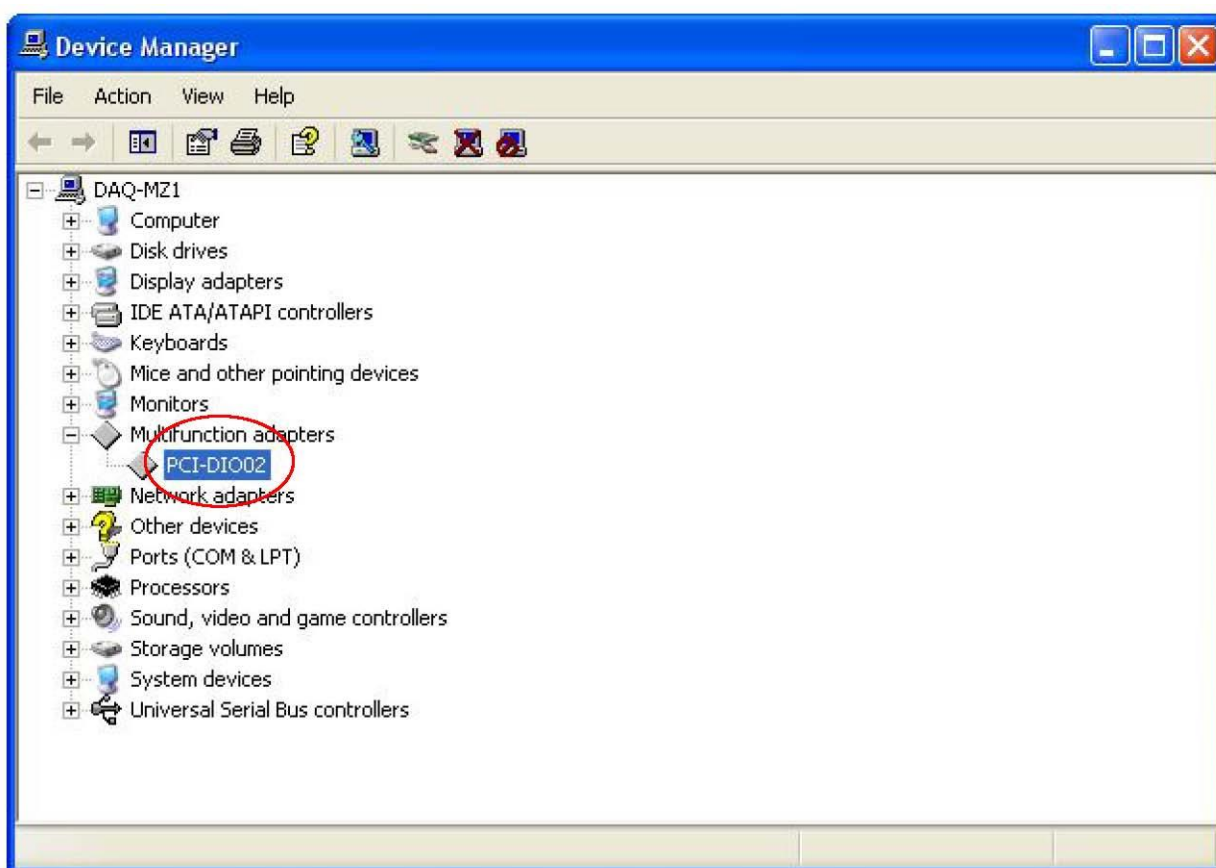 Device Manager
File Action View Help
DAQ-MZ1
Computer
Disk drives
Display adapters
IDE ATA/ATAPI controllers
Keyboards
Mice and other pointing devices
Monitors
Multifunction adapters
PCI-DIO02
Network adapters
Other devices
Ports (COM & LPT)
Processors
Sound, video and game controllers
Storage volumes
System devices
Universal Serial Bus controllers